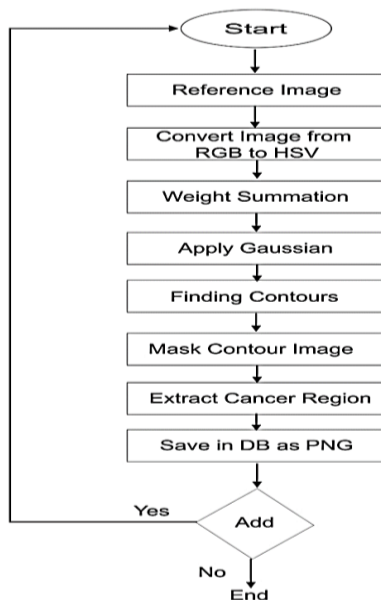 Start
Reference Image
Convert Image from
RGB to HSV
Weight Summation
Apply Gaussian
Finding Contours
Mask Contour Image
Extract Cancer Region
Save in DB as PNG
Yes
Add
No
End